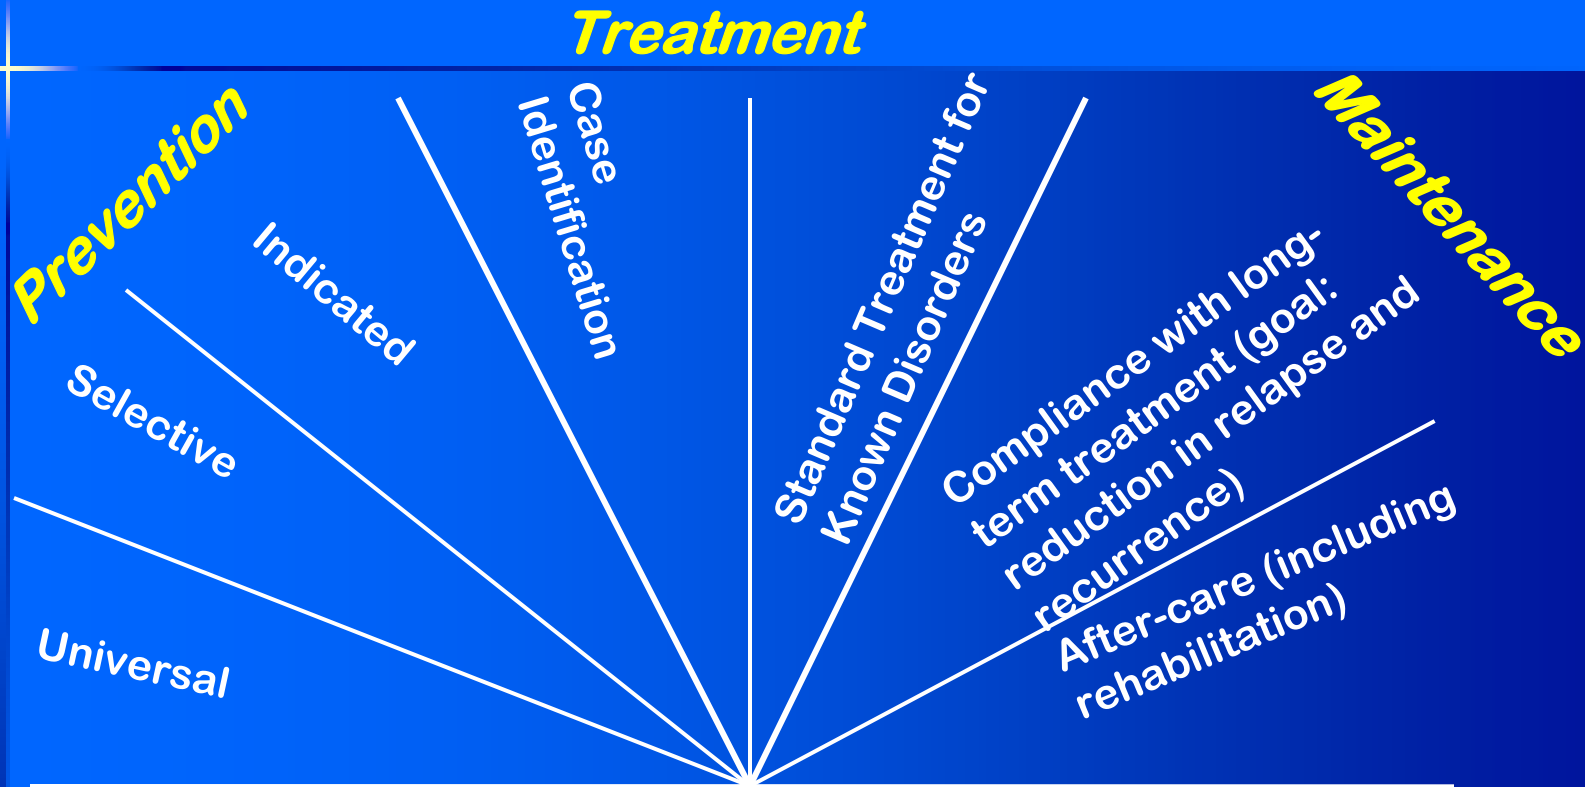 Treatment
Prevention
Maintenance
Universal
Selective
Indicated
Case
Identification
Standard Treatment for
Known Disorders
Compliance with long-
term treatment (goal:
reduction in relapse and
recurrence)
After-care (including
rehabilitation)